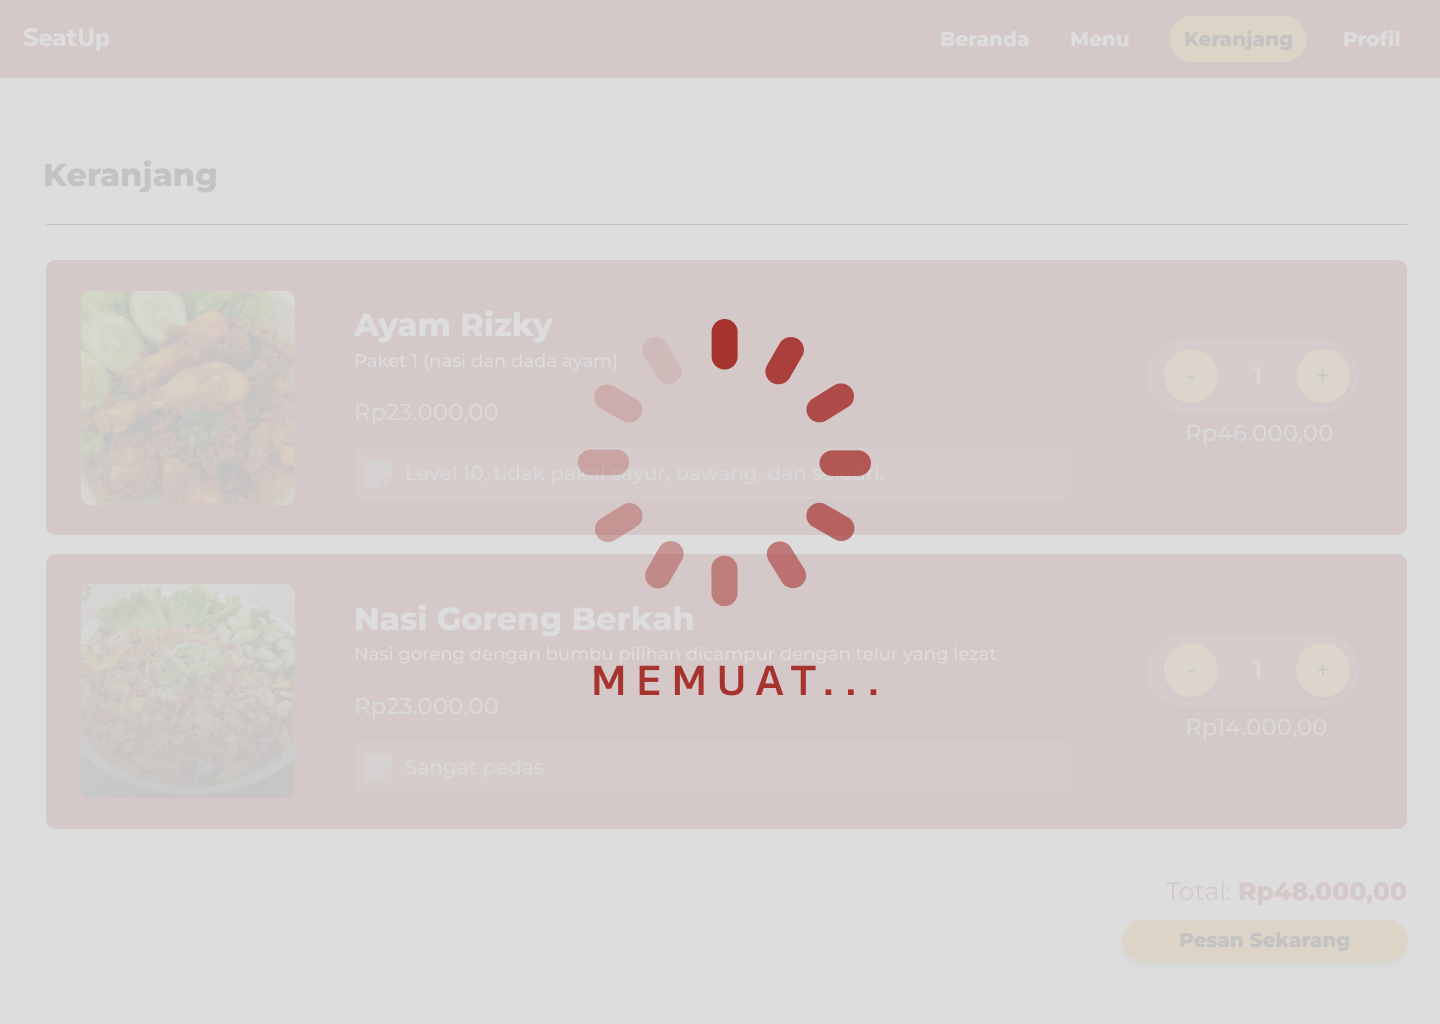 SeatUp Beranda Menu Keranjang Profil
Keranjang
Ayam Rizky
Paket 1 (nasi dan dada ayam)
Rp23.000,00
Level 10, tidak pakai sayur, bawang, dan seledri.
- 1 +
Rp46.000,00
Nasi Goreng Berkah
Nasi goreng dengan bumbu pilihan dicampur dengan telur yang lezat
MEMUAT...
Rp23.000,00
Sangat pedas
- 1 +
Rp14.000,00
Total: Rp48.000,00
Pesan Sekarang